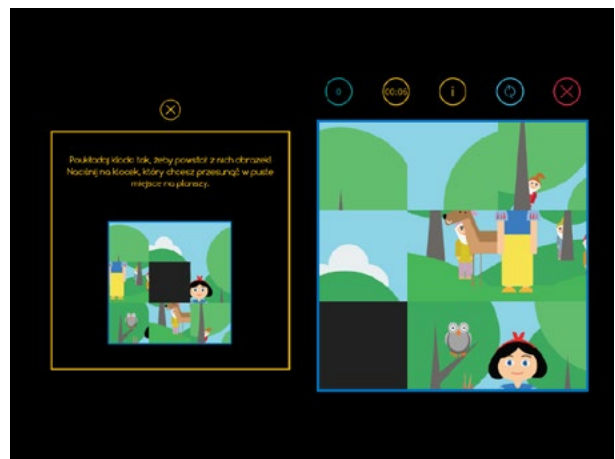 0
00:06
i
Poukładaj klocki tak, żeby powstał z nich obrazek!
Naciśnij na klocek, który chcesz przesunąć w puste
miejsce na planszy.